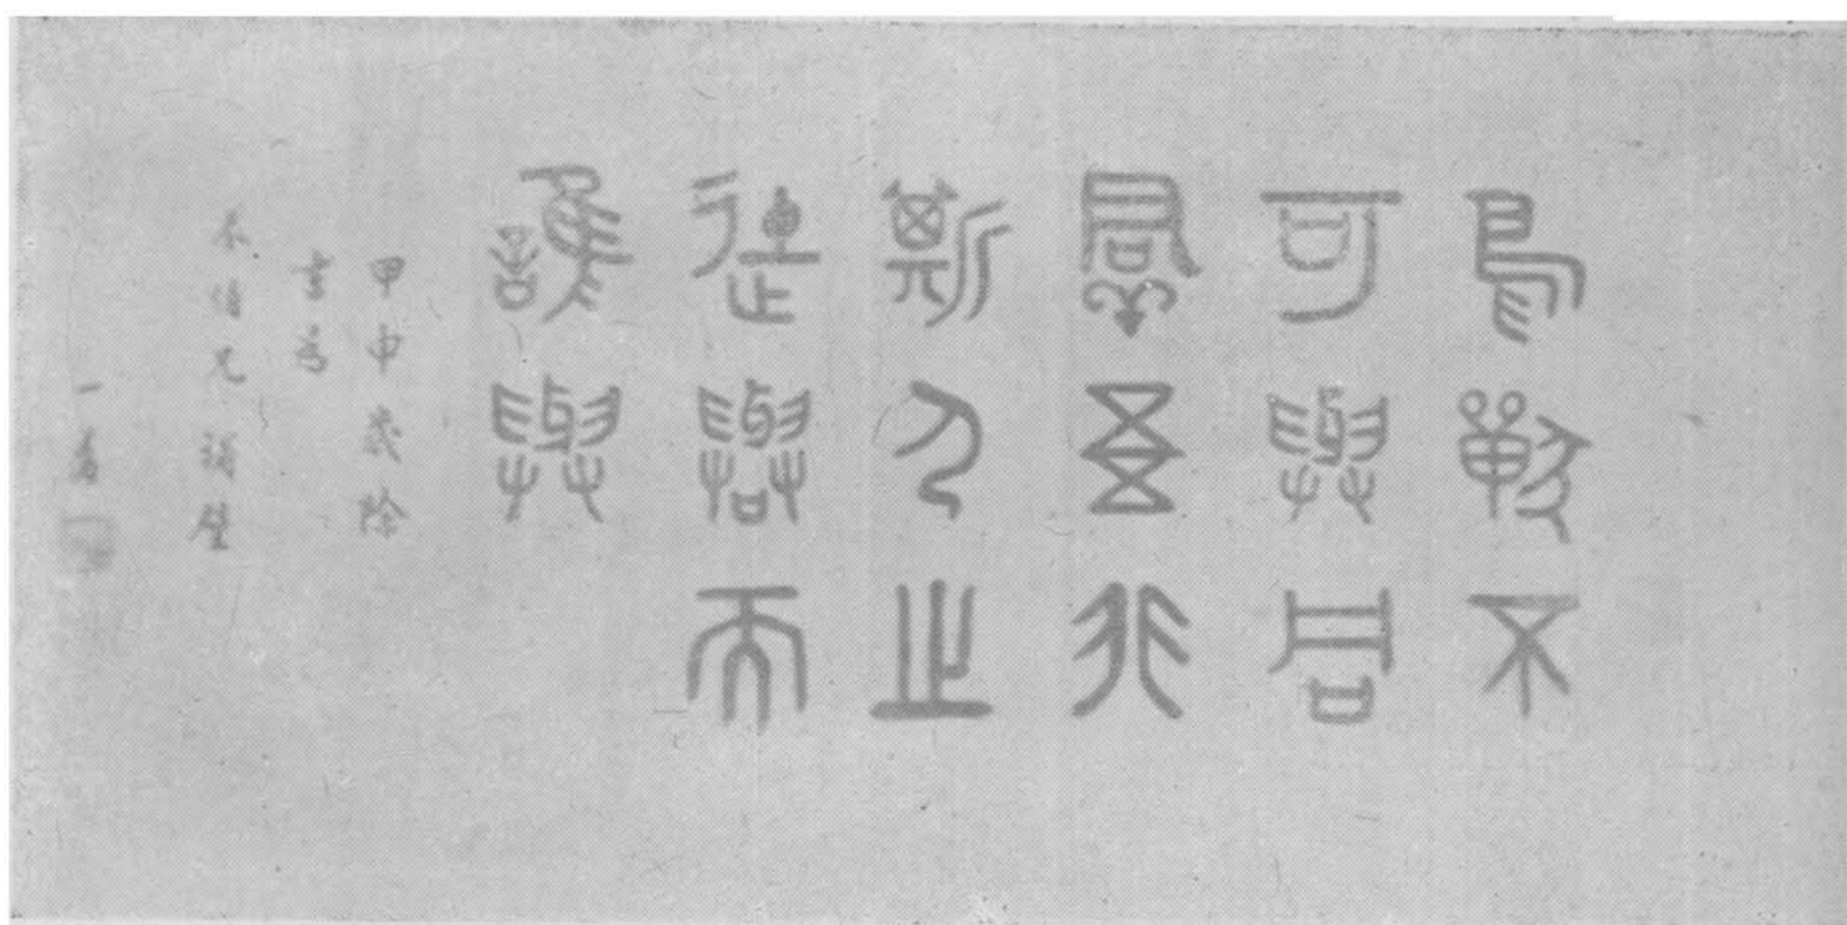 鳥獸不
可與同
羣吾非
斯人之
徒與而
誰與
甲申歲除
書為
兄補壁
一多